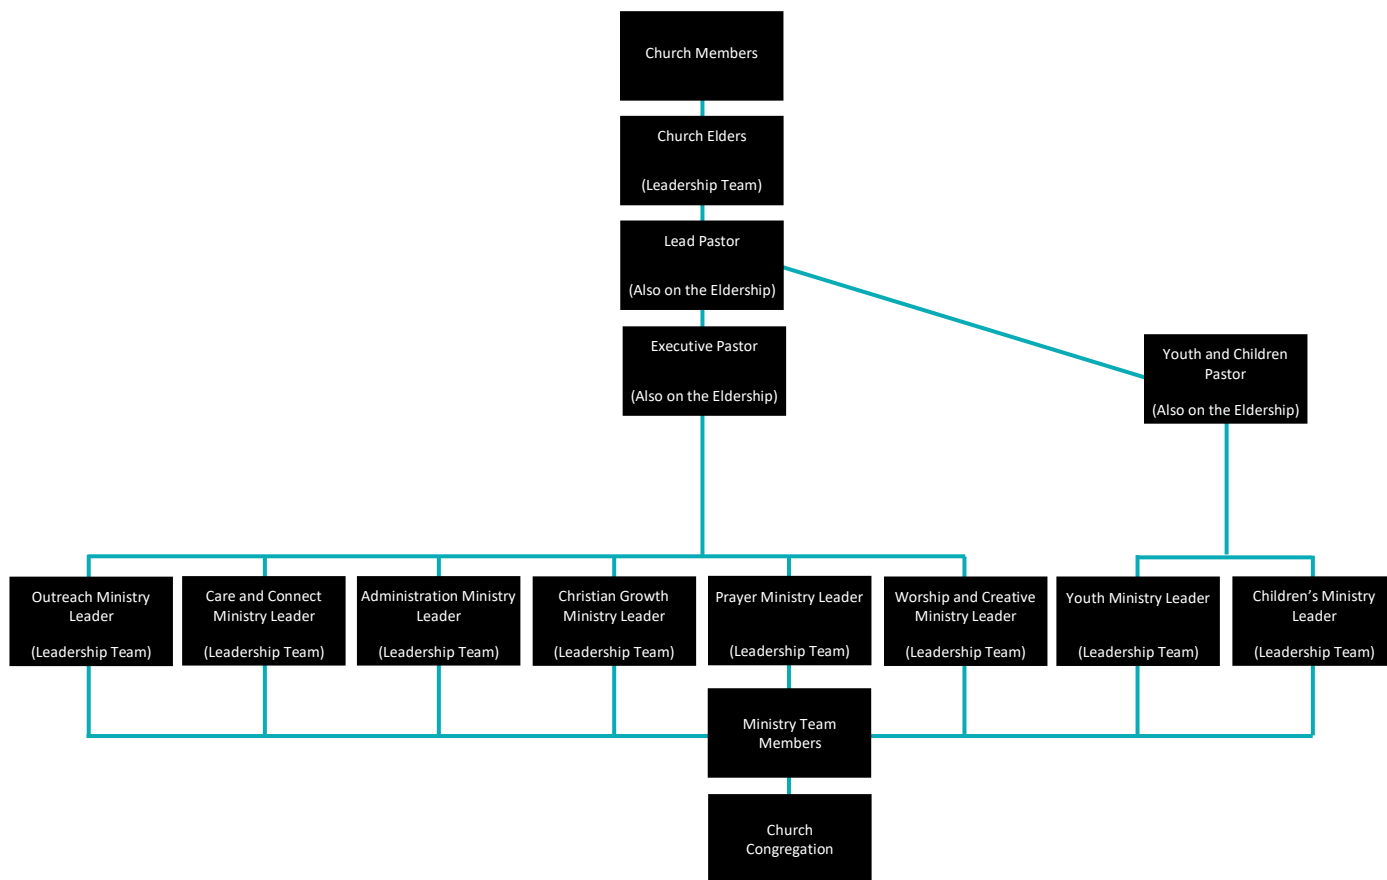 Church Members
Church Elders
(Leadership Team)
Lead Pastor
(Also on the Eldership)
Executive Pastor
(Also on the Eldership)
Youth and Children
Pastor
(Also on the Eldership)
Outreach Ministry
Leader
(Leadership Team)
Care and Connect
Ministry Leader
(Leadership Team)
Administration Ministry
Leader
(Leadership Team)
Christian Growth
Ministry Leader
(Leadership Team)
Prayer Ministry Leader
(Leadership Team)
Worship and Creative
Ministry Leader
(Leadership Team)
Youth Ministry Leader
(Leadership Team)
Children’s Ministry
Leader
(Leadership Team)
Ministry Team
Members
Church
Congregation